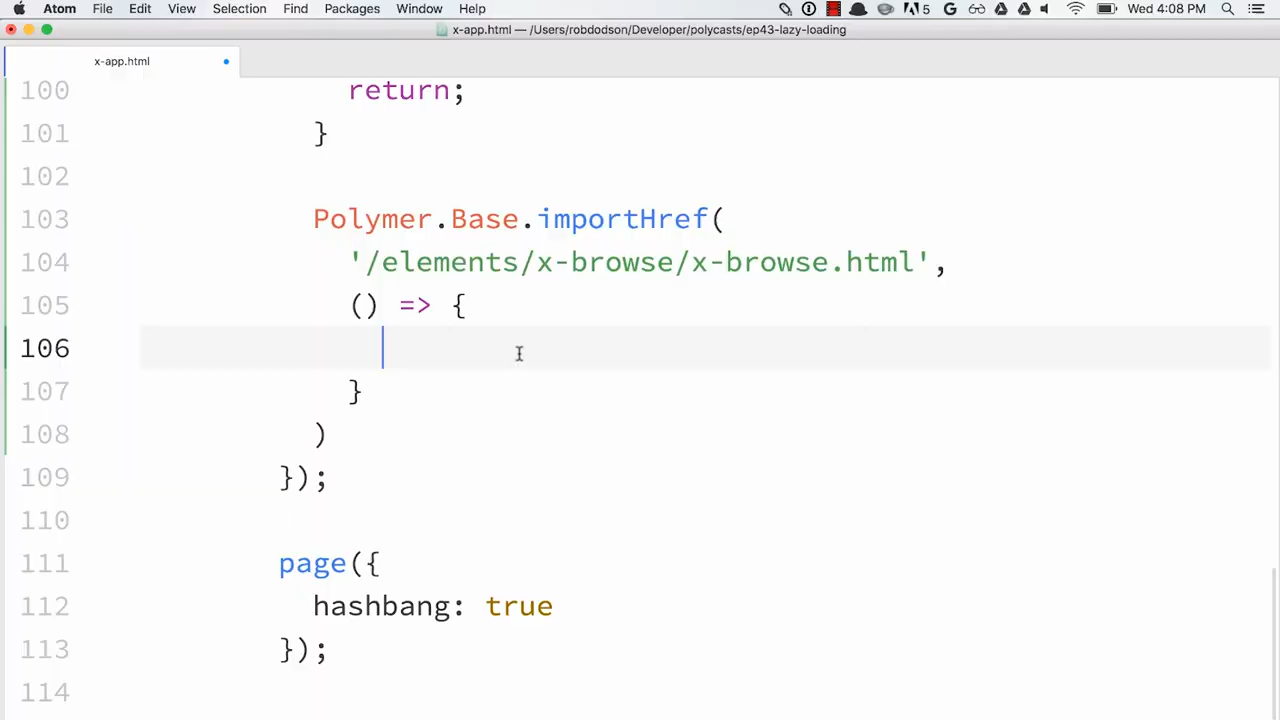 Atom File Edit View Selection Find Packages Window Help 5 Wed 4:08 PM
x-app.html — /Users/robdodson/Developer/polycasts/ep43-lazy-loading
x-app.html
100 return;
101 }
102
103 Polymer.Base.importHref(
104 '/elements/x-browse/x-browse.html',
105 () => {
106
107 }
108 )
109 });
110
111 page({
112 hashbang: true
113 });
114